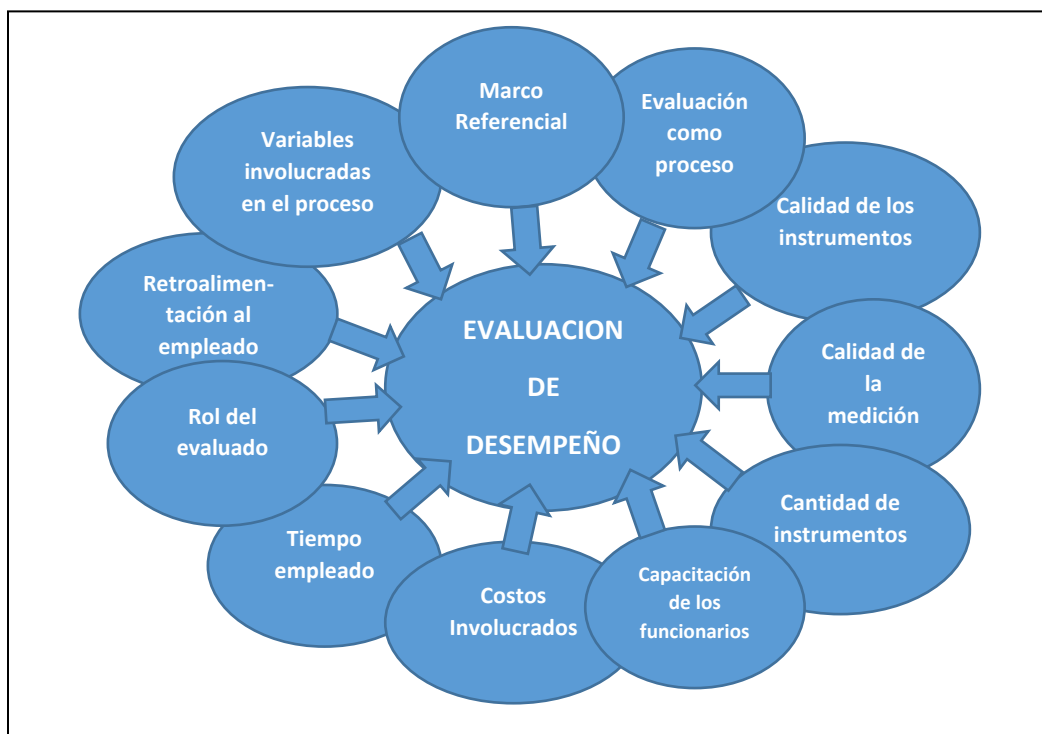 Marco
Referencial
Evaluación
como
proceso
Calidad de los
instrumentos
Calidad de
la
medición
Cantidad de
instrumentos
Capacitación
de los
funcionarios
Costos
Involucrados
Tiempo
empleado
Rol del
evaluado
Retroalimen-
tación al
empleado
Variables
involucradas
en el proceso
EVALUACION
DE
DESEMPEÑO